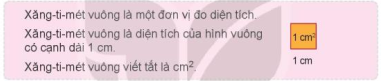 Xăng-ti-mét vuông là một đơn vị đo diện tích.
Xăng-ti-mét vuông là diện tích của hình vuông
có cạnh dài 1 cm.
Xăng-ti-mét vuông viết tắt là cm².
1 cm²
1 cm